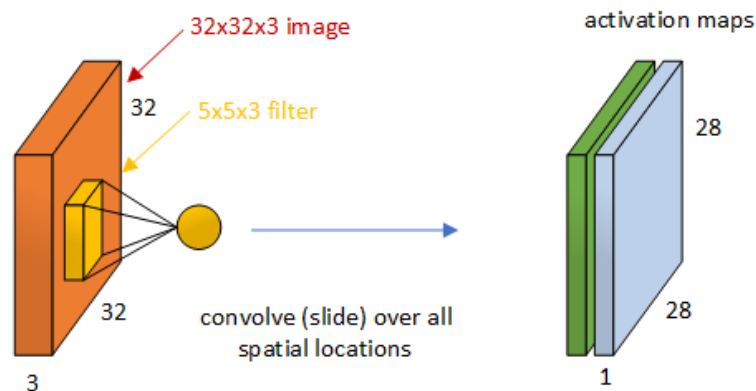 32x32x3 image
activation maps
32
5x5x3 filter
28
32
28
convolve (slide) over all
spatial locations
3
1